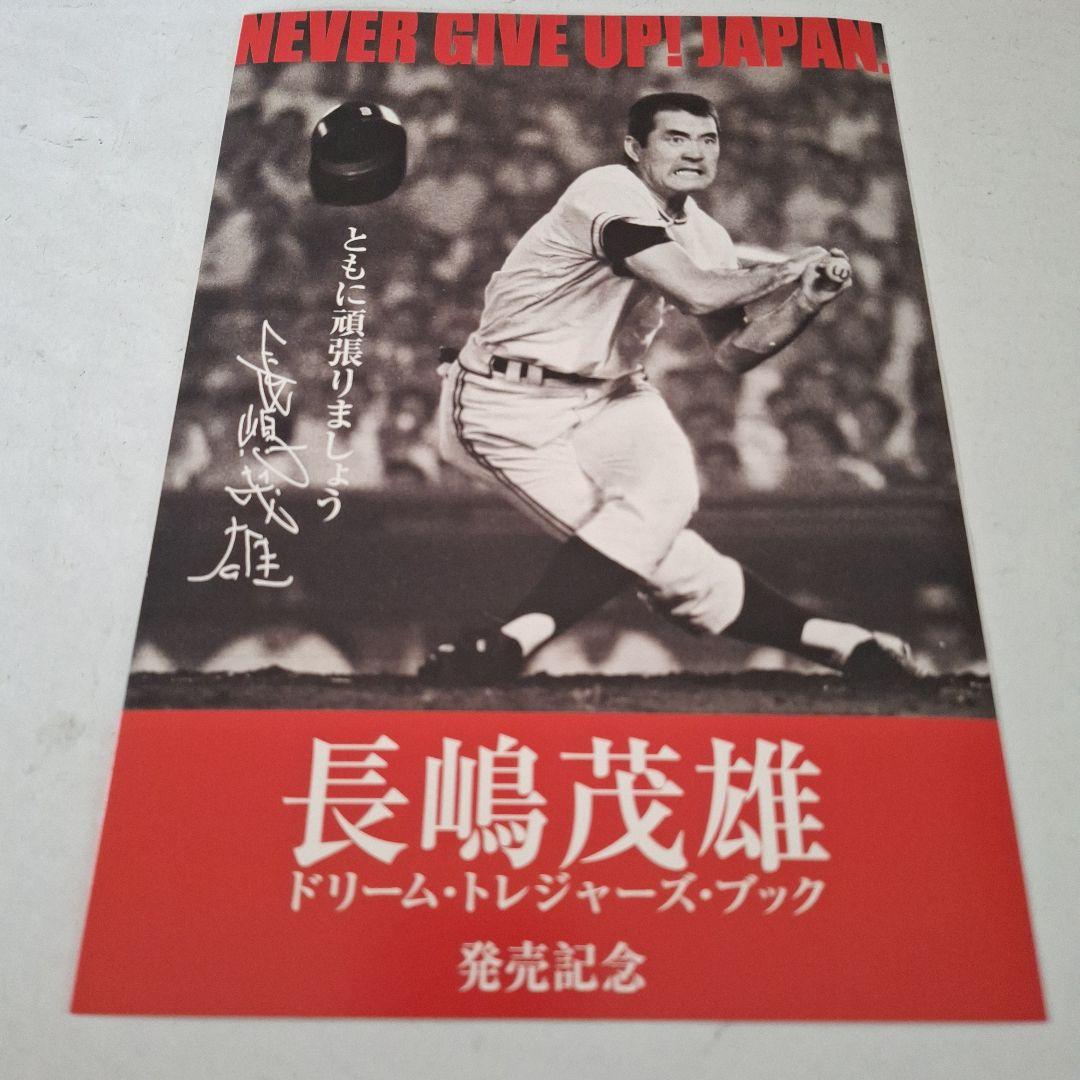 NEVER GIVE UP! JAPAN.
ともに頑張りましょう
長嶋茂雄
長嶋茂雄
ドリーム・トレジャーズ・ブック
発売記念